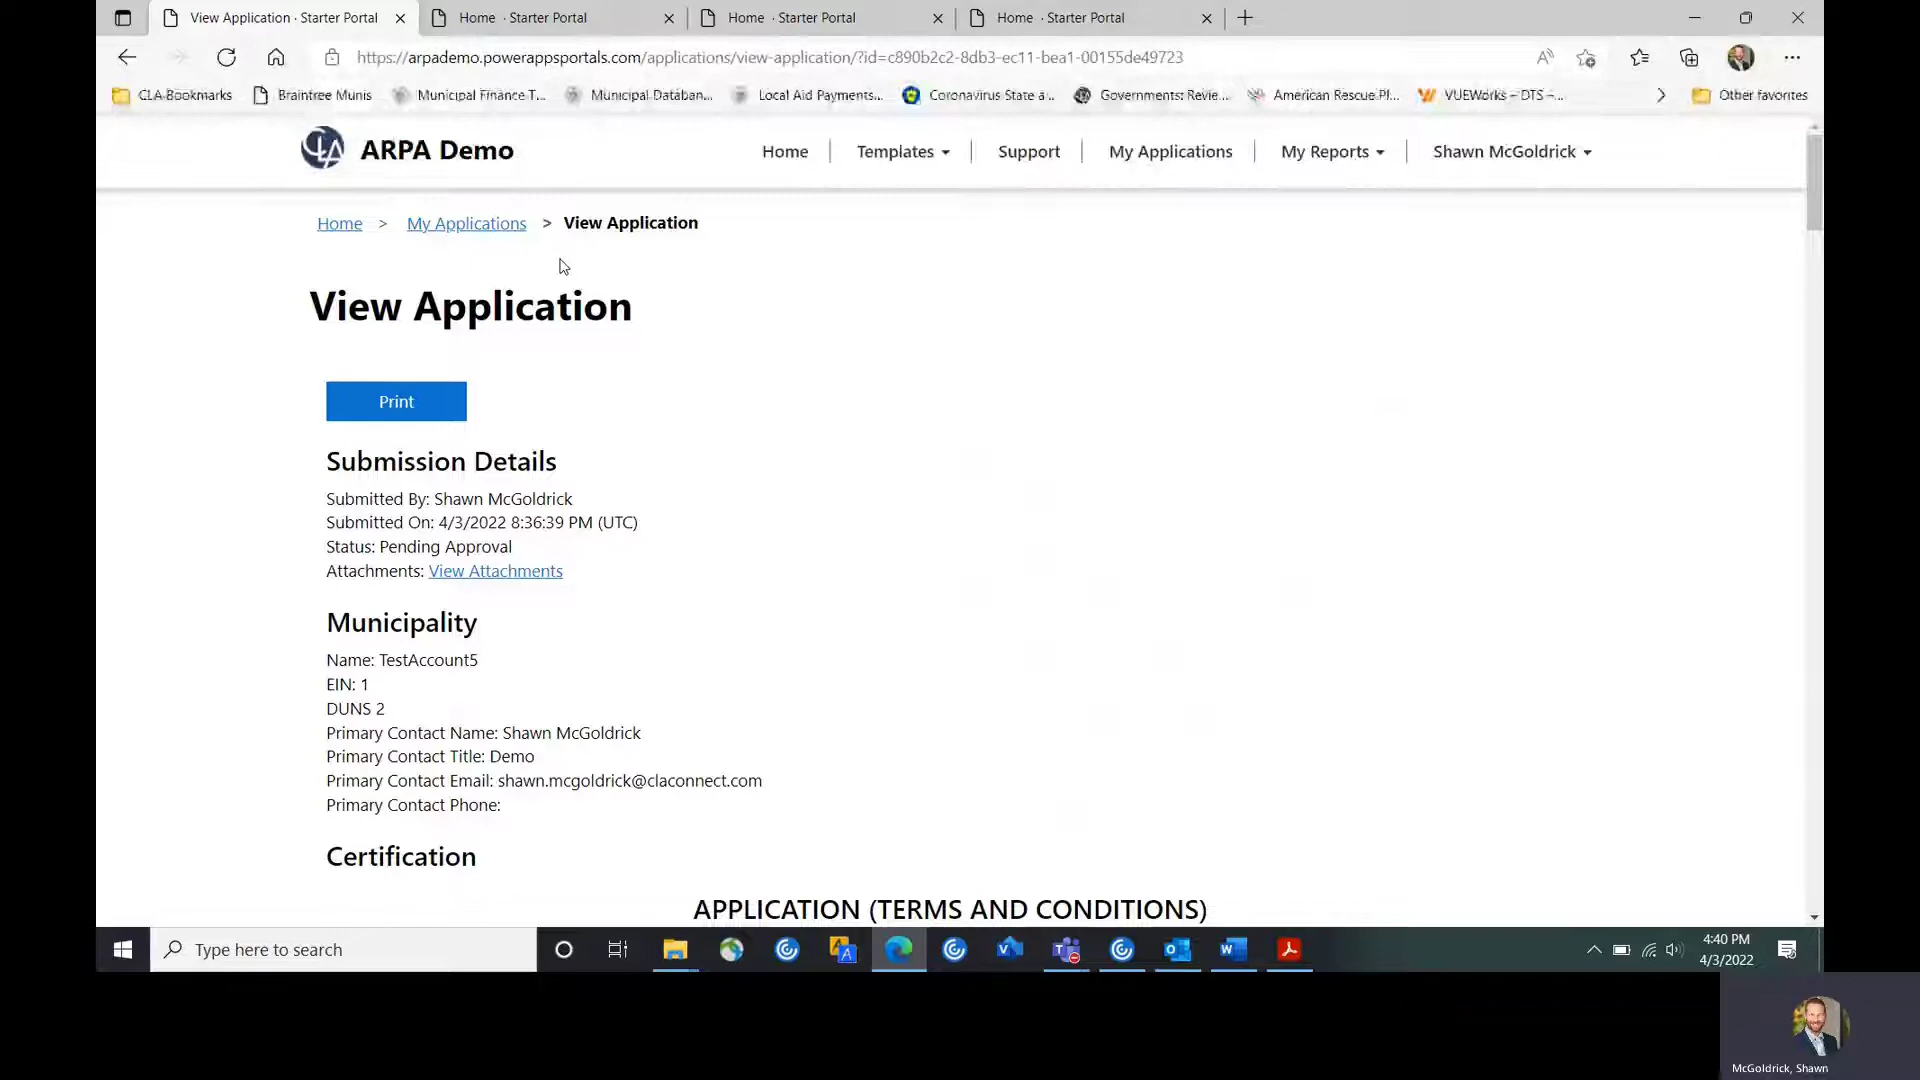 View Application · Starter Portal
Home · Starter Portal
Home · Starter Portal
Home · Starter Portal
https://arpademo.powerappsportals.com/applications/view-application/?id=c890b2c2-8db3-ec11-bea1-00155de49723
CLA Bookmarks
Braintree Munis
Municipal Finance T...
Municipal Databan...
Local Aid Payments...
Coronavirus State a...
Governments: Revie...
American Rescue Pl...
VUEWorks – DTS –...
Other favorites
ARPA Demo
Home
Templates
Support
My Applications
My Reports
Shawn McGoldrick
Home > My Applications > View Application
View Application
Print
Submission Details
Submitted By: Shawn McGoldrick
Submitted On: 4/3/2022 8:36:39 PM (UTC)
Status: Pending Approval
Attachments: View Attachments
Municipality
Name: TestAccount5
EIN: 1
DUNS 2
Primary Contact Name: Shawn McGoldrick
Primary Contact Title: Demo
Primary Contact Email: shawn.mcgoldrick@claconnect.com
Primary Contact Phone:
Certification
APPLICATION (TERMS AND CONDITIONS)
Type here to search
4:40 PM
4/3/2022
McGoldrick, Shawn